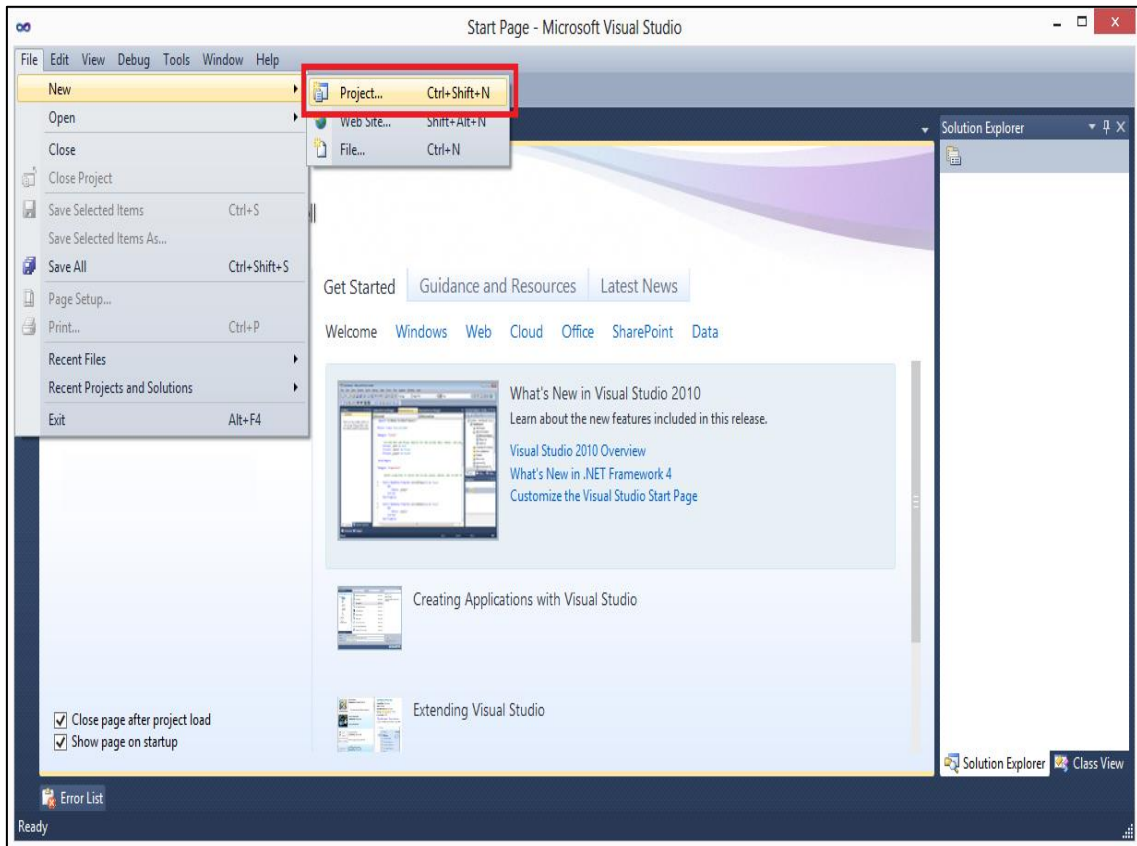 Start Page - Microsoft Visual Studio
File Edit View Debug Tools Window Help
New
Project... Ctrl+Shift+N
Open
Web Site... Shift+Alt+N
Close
File... Ctrl+N
Close Project
Save Selected Items Ctrl+S
Save Selected Items As...
Save All Ctrl+Shift+S
Page Setup...
Print... Ctrl+P
Recent Files
Recent Projects and Solutions
Exit Alt+F4
Solution Explorer
Get Started Guidance and Resources Latest News
Welcome Windows Web Cloud Office SharePoint Data
What's New in Visual Studio 2010
Learn about the new features included in this release.
Visual Studio 2010 Overview
What's New in .NET Framework 4
Customize the Visual Studio Start Page
Creating Applications with Visual Studio
Extending Visual Studio
Close page after project load
Show page on startup
Solution Explorer Class View
Error List
Ready